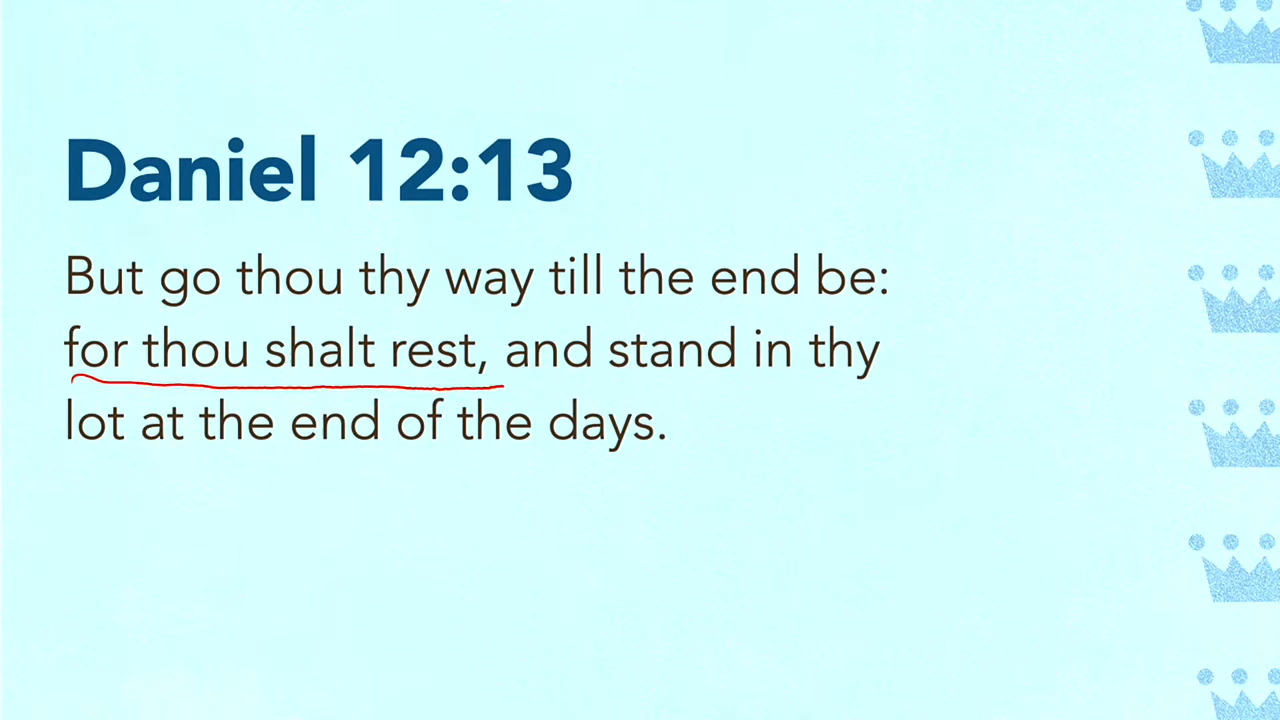 Daniel 12:13
But go thou thy way till the end be:
for thou shalt rest, and stand in thy
lot at the end of the days.